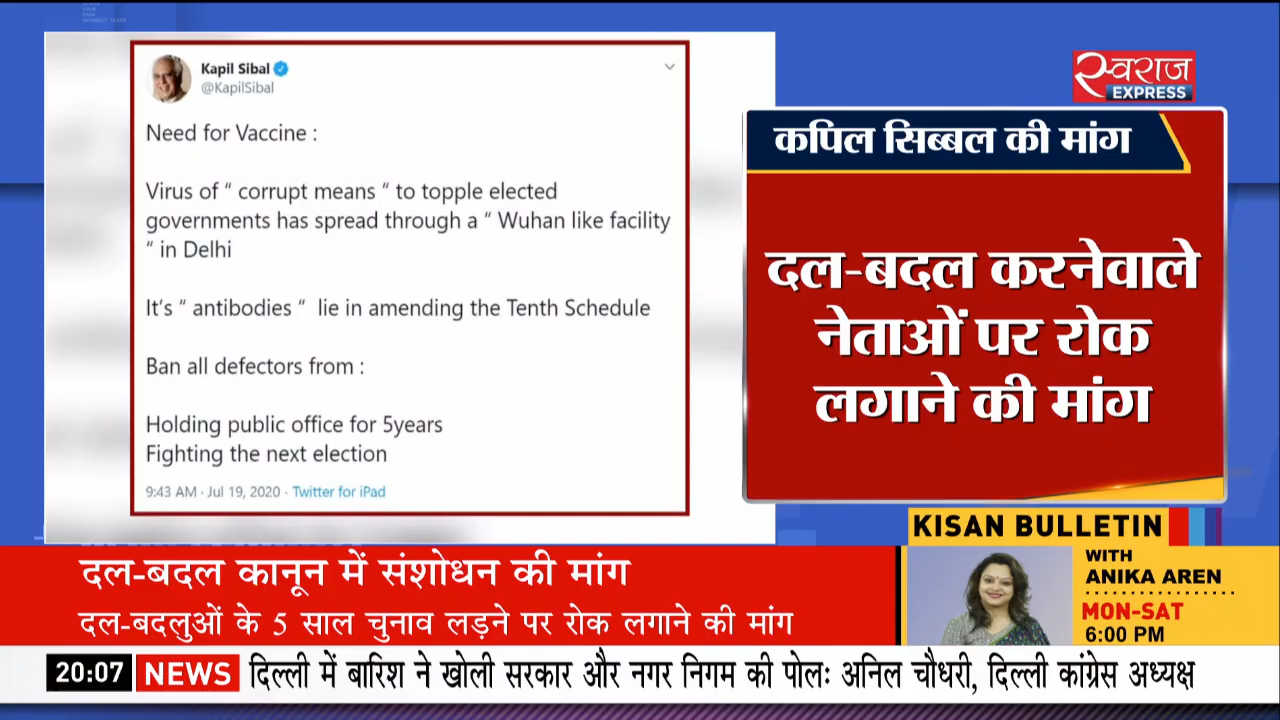 Kapil Sibal
@KapilSibal
Need for Vaccine :
Virus of “ corrupt means “ to topple elected
governments has spread through a “ Wuhan like facility
“ in Delhi
It’s “ antibodies “ lie in amending the Tenth Schedule
Ban all defectors from :
Holding public office for 5years
Fighting the next election
9:43 AM · Jul 19, 2020 · Twitter for iPad
स्वराज
EXPRESS
कपिल सिब्बल की मांग
दल-बदल करनेवाले
नेताओं पर रोक
लगाने की मांग
KISAN BULLETIN
WITH
ANIKA AREN
MON-SAT
6:00 PM
दल-बदल कानून में संशोधन की मांग
दल-बदलुओं के 5 साल चुनाव लड़ने पर रोक लगाने की मांग
20:07 NEWS दिल्ली में बारिश ने खोली सरकार और नगर निगम की पोलः अनिल चौधरी, दिल्ली कांग्रेस अध्यक्ष